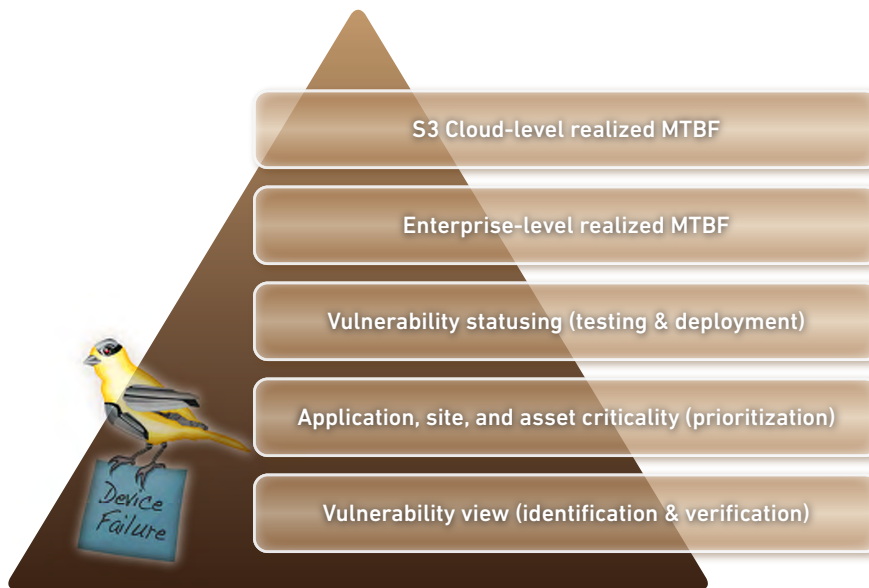 S3 Cloud-level realized MTBF
Enterprise-level realized MTBF
Vulnerability statusing (testing & deployment)
Application, site, and asset criticality (prioritization)
Vulnerability view (identification & verification)
Device
Failure